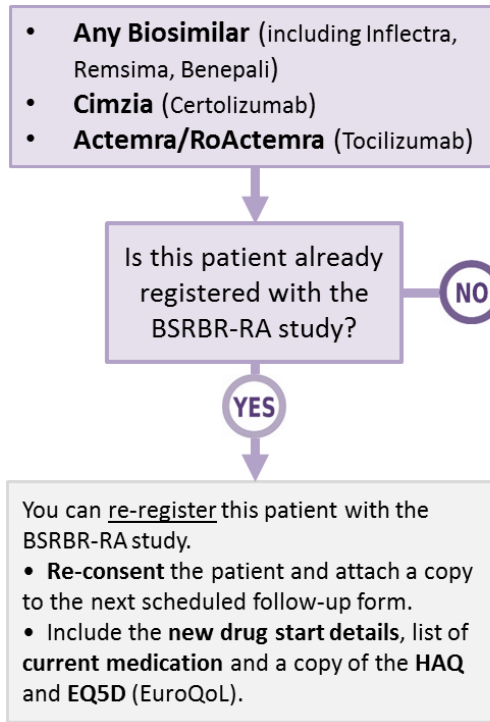 • Any Biosimilar (including Inflectra,
Remsima, Benepali)
• Cimzia (Certolizumab)
• Actemra/RoActemra (Tocilizumab)
Is this patient already
registered with the
BSRBR-RA study?
NO
YES
You can re-register this patient with the
BSRBR-RA study.
• Re-consent the patient and attach a copy
to the next scheduled follow-up form.
• Include the new drug start details, list of
current medication and a copy of the HAQ
and EQ5D (EuroQoL).